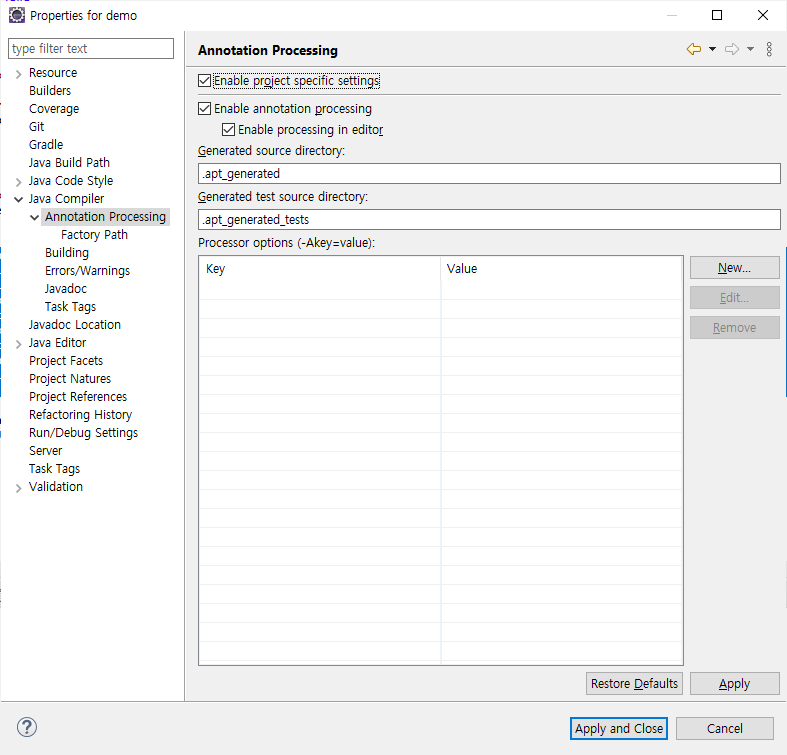 Properties for demo
type filter text
Resource
Builders
Coverage
Git
Gradle
Java Build Path
Java Code Style
Java Compiler
Annotation Processing
Factory Path
Building
Errors/Warnings
Javadoc
Task Tags
Javadoc Location
Java Editor
Project Facets
Project Natures
Project References
Refactoring History
Run/Debug Settings
Server
Task Tags
Validation
Annotation Processing
Enable project specific settings
Enable annotation processing
Enable processing in editor
Generated source directory:
.apt_generated
Generated test source directory:
.apt_generated_tests
Processor options (-Akey=value):
Key Value
New...
Edit...
Remove
Restore Defaults Apply
? Apply and Close Cancel